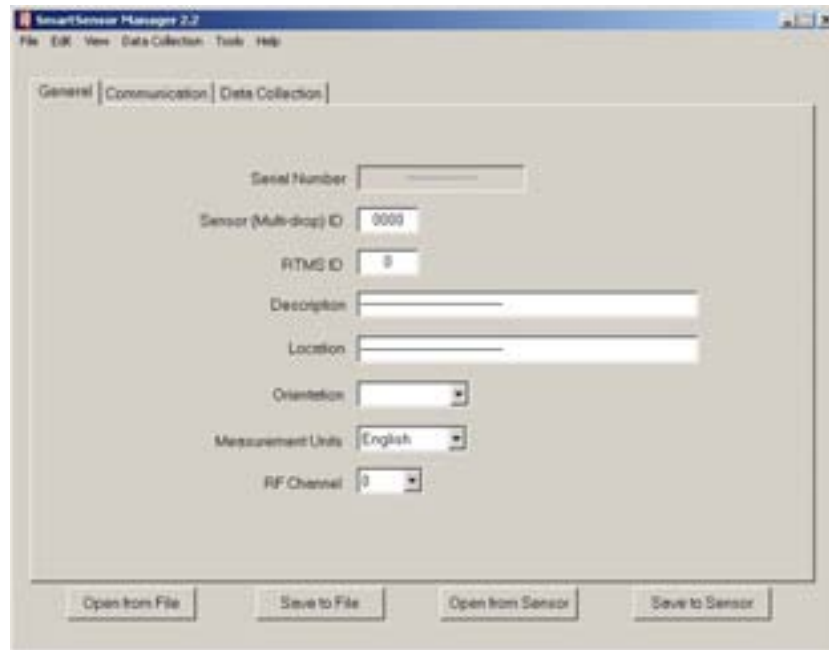 SmartSensor Manager 2.2
File Edit View Data Collection Tools Help
General Communication Data Collection
Serial Number
Sensor (Multi-drop) ID 0000
RTMS ID 0
Description
Location
Orientation
Measurement Units English
RF Channel 0
Open from File Save to File Open from Sensor Save to Sensor